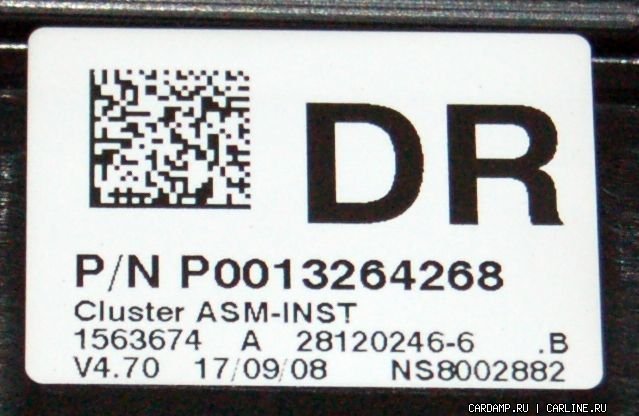 DR
P/N P0013264268
Cluster ASM-INST
1563674 A 28120246-6 .B
V4.70 17/09/08 NS8002882
CARDAMP.RU | CARLINE.RU